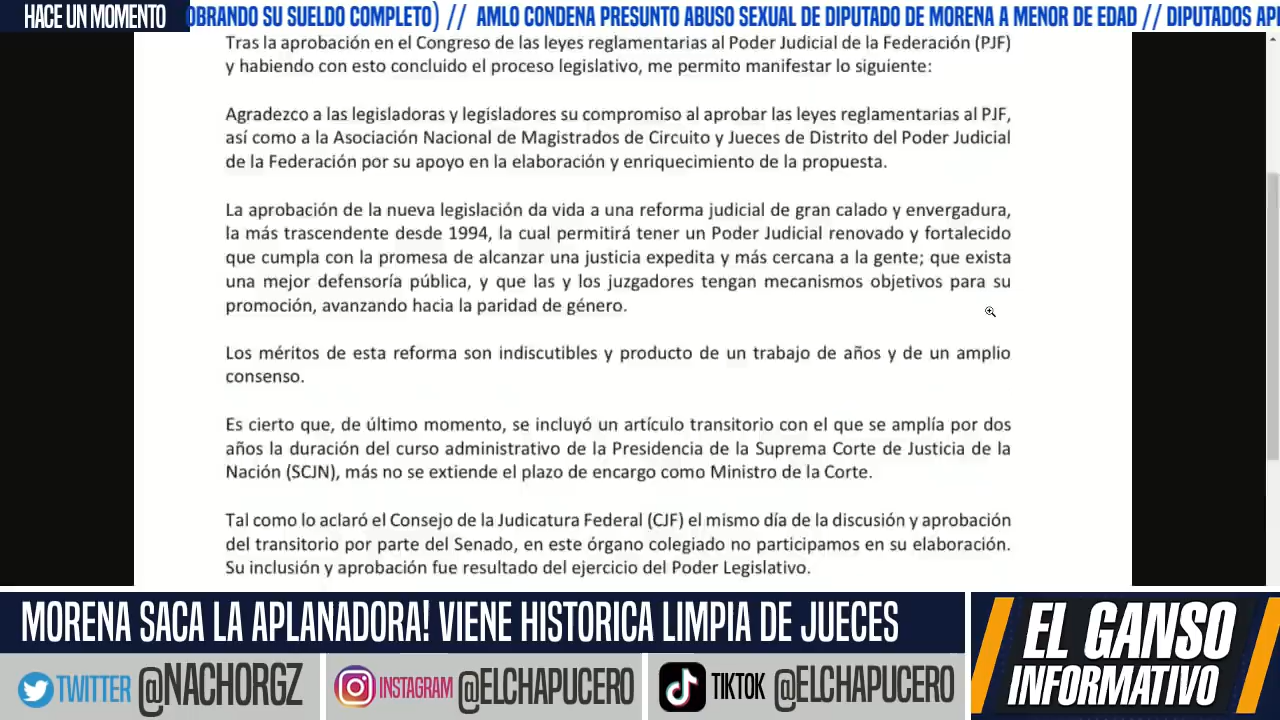 HACE UN MOMENTO
OBRANDO SU SUELDO COMPLETO) // AMLO CONDENA PRESUNTO ABUSO SEXUAL DE DIPUTADO DE MORENA A MENOR DE EDAD // DIPUTADOS
Tras la aprobación en el Congreso de las leyes reglamentarias al Poder Judicial de la Federación (PJF)
y habiendo con esto concluido el proceso legislativo, me permito manifestar lo siguiente:
Agradezco a las legisladoras y legisladores su compromiso al aprobar las leyes reglamentarias al PJF,
así como a la Asociación Nacional de Magistrados de Circuito y Jueces de Distrito del Poder Judicial
de la Federación por su apoyo en la elaboración y enriquecimiento de la propuesta.
La aprobación de la nueva legislación da vida a una reforma judicial de gran calado y envergadura,
la más trascendente desde 1994, la cual permitirá tener un Poder Judicial renovado y fortalecido
que cumpla con la promesa de alcanzar una justicia expedita y más cercana a la gente; que exista
una mejor defensoría pública, y que las y los juzgadores tengan mecanismos objetivos para su
promoción, avanzando hacia la paridad de género.
Los méritos de esta reforma son indiscutibles y producto de un trabajo de años y de un amplio
consenso.
Es cierto que, de último momento, se incluyó un artículo transitorio con el que se amplía por dos
años la duración del curso administrativo de la Presidencia de la Suprema Corte de Justicia de la
Nación (SCJN), más no se extiende el plazo de encargo como Ministro de la Corte.
Tal como lo aclaró el Consejo de la Judicatura Federal (CJF) el mismo día de la discusión y aprobación
del transitorio por parte del Senado, en este órgano colegiado no participamos en su elaboración.
Su inclusión y aprobación fue resultado del ejercicio del Poder Legislativo.
MORENA SACA LA APLANADORA! VIENE HISTORICA LIMPIA DE JUECES
EL GANSO
INFORMATIVO
TWITTER @NACHORGZ
INSTAGRAM @ELCHAPUCERO
TIKTOK @ELCHAPUCERO